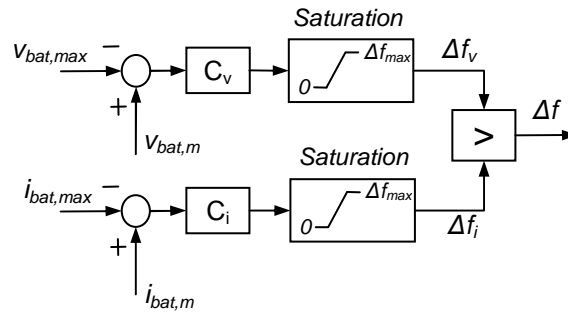 Saturation
v_bat,max
−
+
C_v
0
Δf_max
Δf_v
v_bat,m
>
Δf
Saturation
i_bat,max
−
+
C_i
0
Δf_max
Δf_i
i_bat,m